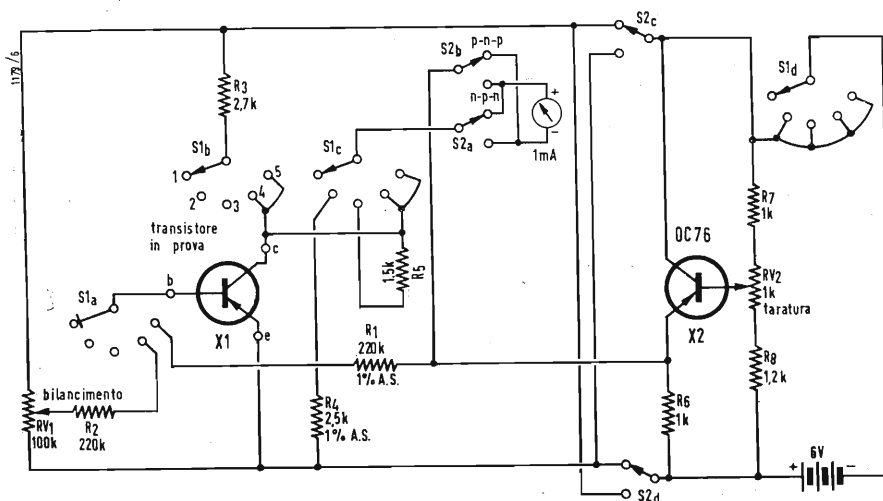 1179/6
R3
2,7k
S1b
1
2
3
4
5
transistore
in prova
S1c
S2b
p-n-p
n-p-n
S2a
+
−
1mA
S2c
S1d
c
b
e
X1
S1a
1,5k
R5
R1
220k
1% A.S.
R4
2,5k
1% A.S.
bilancimento
RV1
100k
R2
220k
OC76
X2
R7
1k
RV2
1k
taratura
R8
1,2k
R6
1k
S2d
6V
+
−